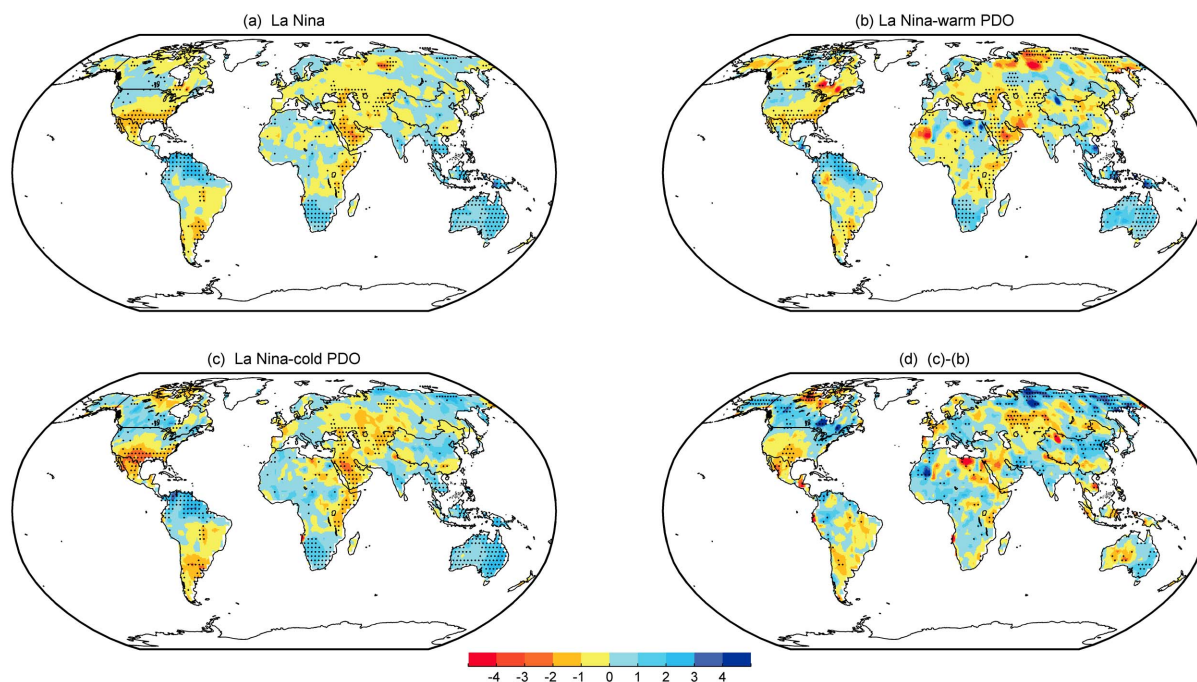 (a) La Nina
(b) La Nina-warm PDO
(c) La Nina-cold PDO
(d) (c)-(b)
-4 -3 -2 -1 0 1 2 3 4